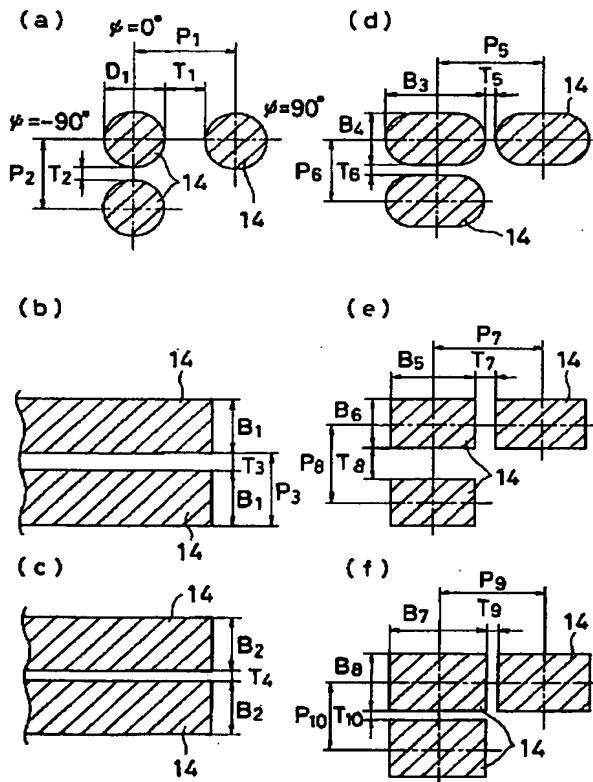 (a)
ψ=0°
P1
D1
T1
ψ=-90°
ψ=90°
P2
T2
14
14
(b)
14
B1
T3
B1
P3
14
(c)
14
B2
T4
B2
14
(d)
P5
B3
T5
14
B4
P6
T6
14
(e)
P7
B5
T7
14
B6
P8
T8
14
(f)
P9
B7
T9
14
B8
P10
T10
14